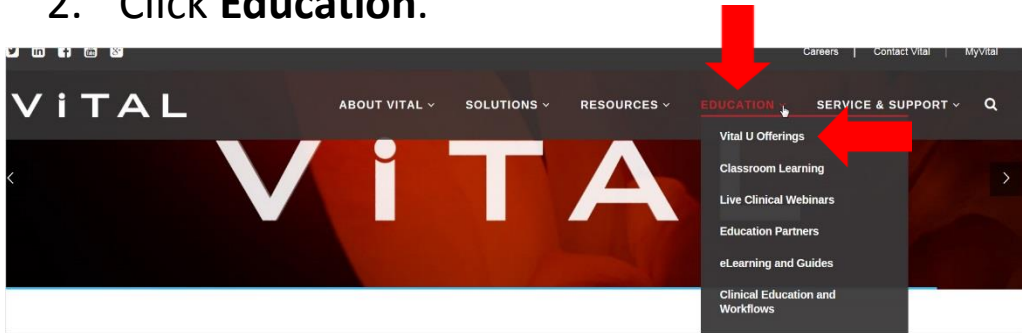 2. Click Education.
Careers | Contact Vital | MyVital
ViTAL
ABOUT VITAL SOLUTIONS RESOURCES EDUCATION SERVICE & SUPPORT
ViTA
Vital U Offerings
Classroom Learning
Live Clinical Webinars
Education Partners
eLearning and Guides
Clinical Education and
Workflows